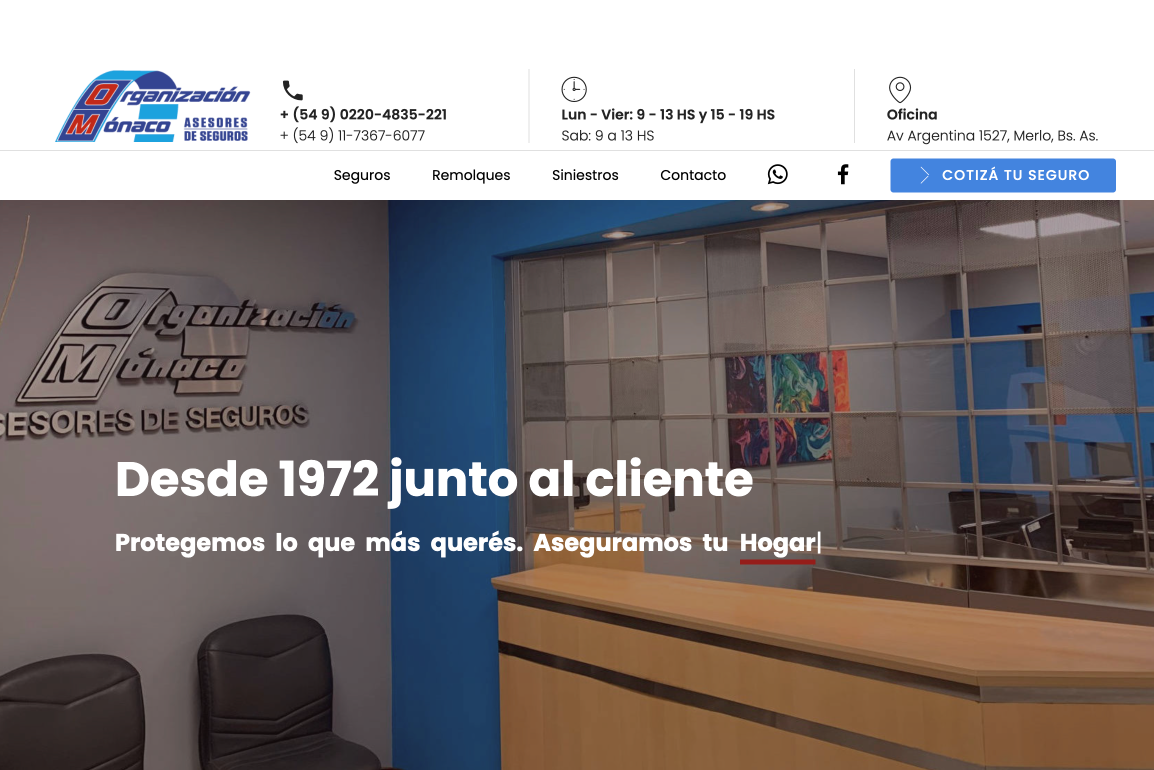 Organización
Mónaco ASESORES
DE SEGUROS
+ (54 9) 0220-4835-221
+ (54 9) 11-7367-6077
Lun - Vier: 9 - 13 HS y 15 - 19 HS
Sab: 9 a 13 HS
Oficina
Av Argentina 1527, Merlo, Bs. As.
Seguros
Remolques
Siniestros
Contacto
COTIZÁ TU SEGURO
Organización
Mónaco
SESORES DE SEGUROS
Desde 1972 junto al cliente
Protegemos lo que más querés. Aseguramos tu Hogar|